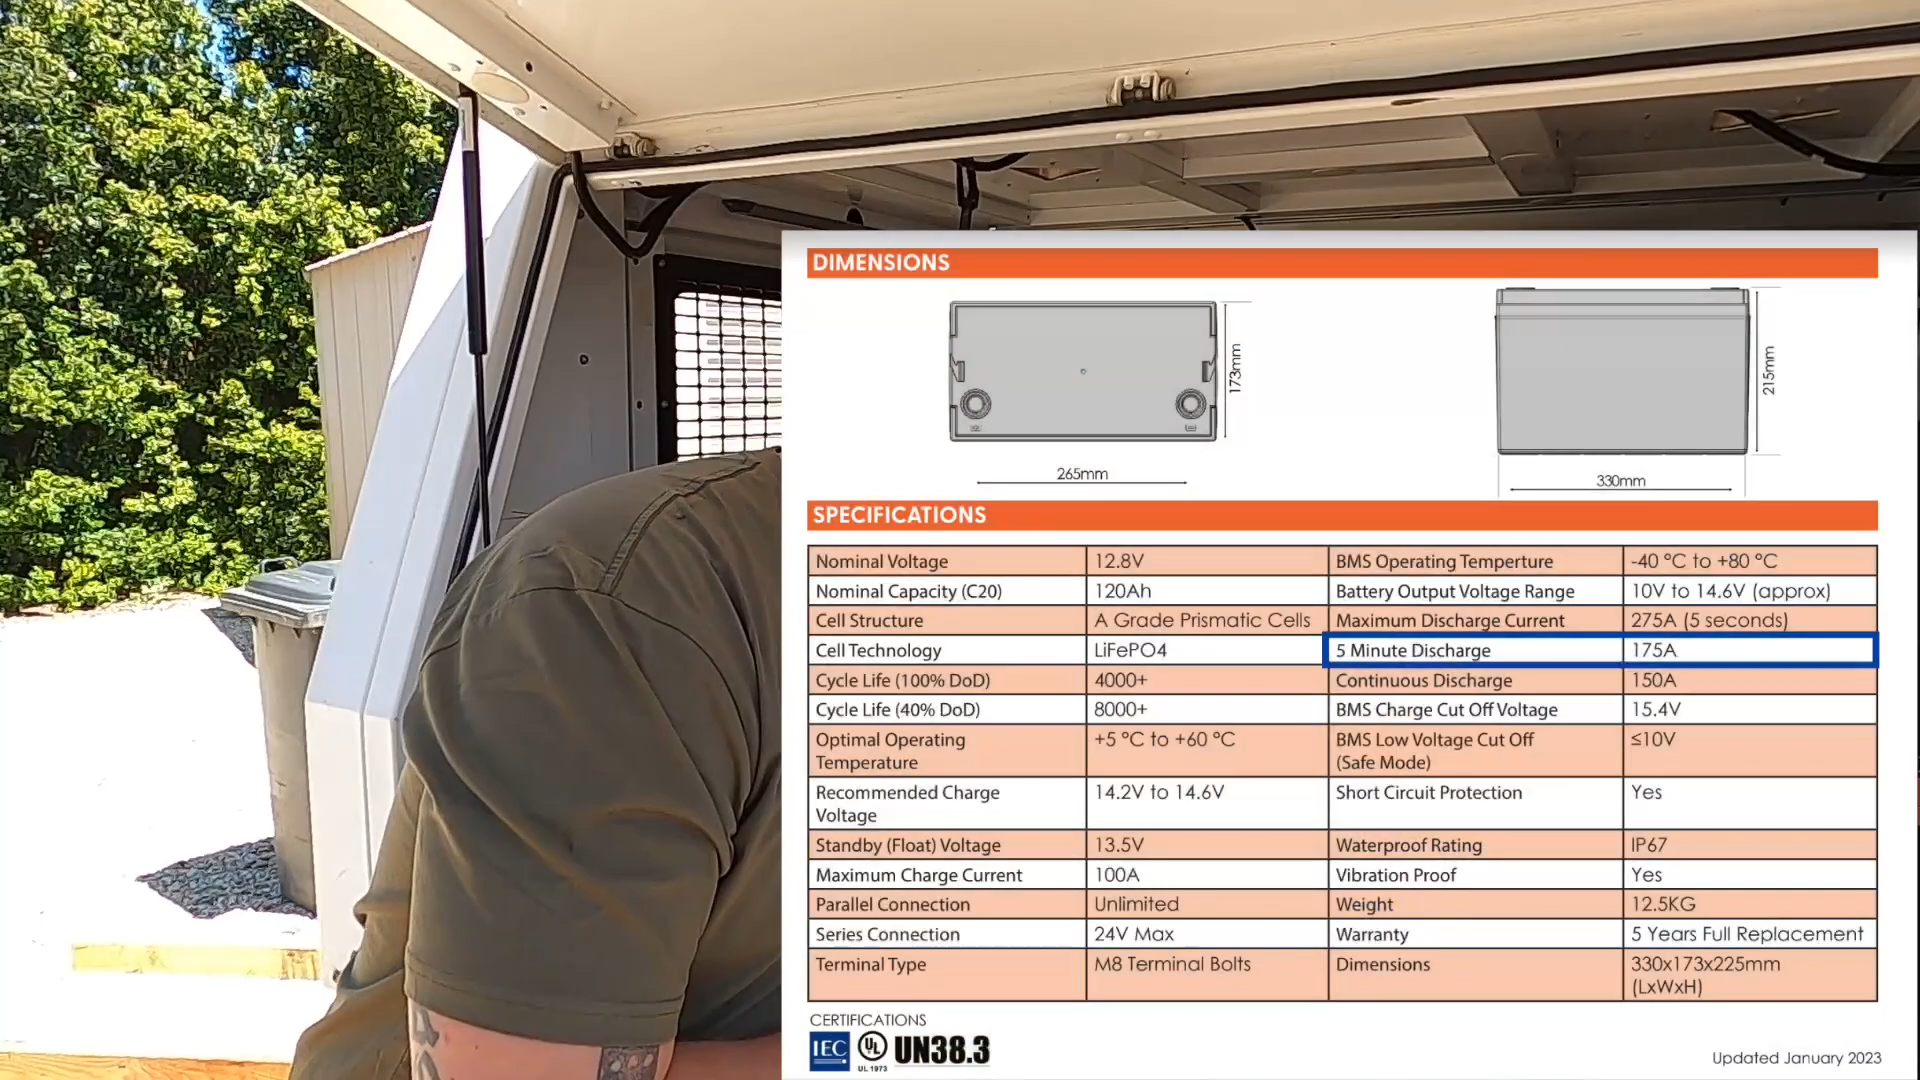 DIMENSIONS
173mm
265mm
215mm
330mm
SPECIFICATIONS
Nominal Voltage 12.8V BMS Operating Temperture -40 °C to +80 °C
Nominal Capacity (C20) 120Ah Battery Output Voltage Range 10V to 14.6V (approx)
Cell Structure A Grade Prismatic Cells Maximum Discharge Current 275A (5 seconds)
Cell Technology LiFePO4 5 Minute Discharge 175A
Cycle Life (100% DoD) 4000+ Continuous Discharge 150A
Cycle Life (40% DoD) 8000+ BMS Charge Cut Off Voltage 15.4V
Optimal Operating +5 °C to +60 °C BMS Low Voltage Cut Off ≤10V
Temperature (Safe Mode)
Recommended Charge 14.2V to 14.6V Short Circuit Protection Yes
Voltage
Standby (Float) Voltage 13.5V Waterproof Rating IP67
Maximum Charge Current 100A Vibration Proof Yes
Parallel Connection Unlimited Weight 12.5KG
Series Connection 24V Max Warranty 5 Years Full Replacement
Terminal Type M8 Terminal Bolts Dimensions 330x173x225mm
(LxWxH)
CERTIFICATIONS
IEC UL UN38.3
UL 1973
Updated January 2023